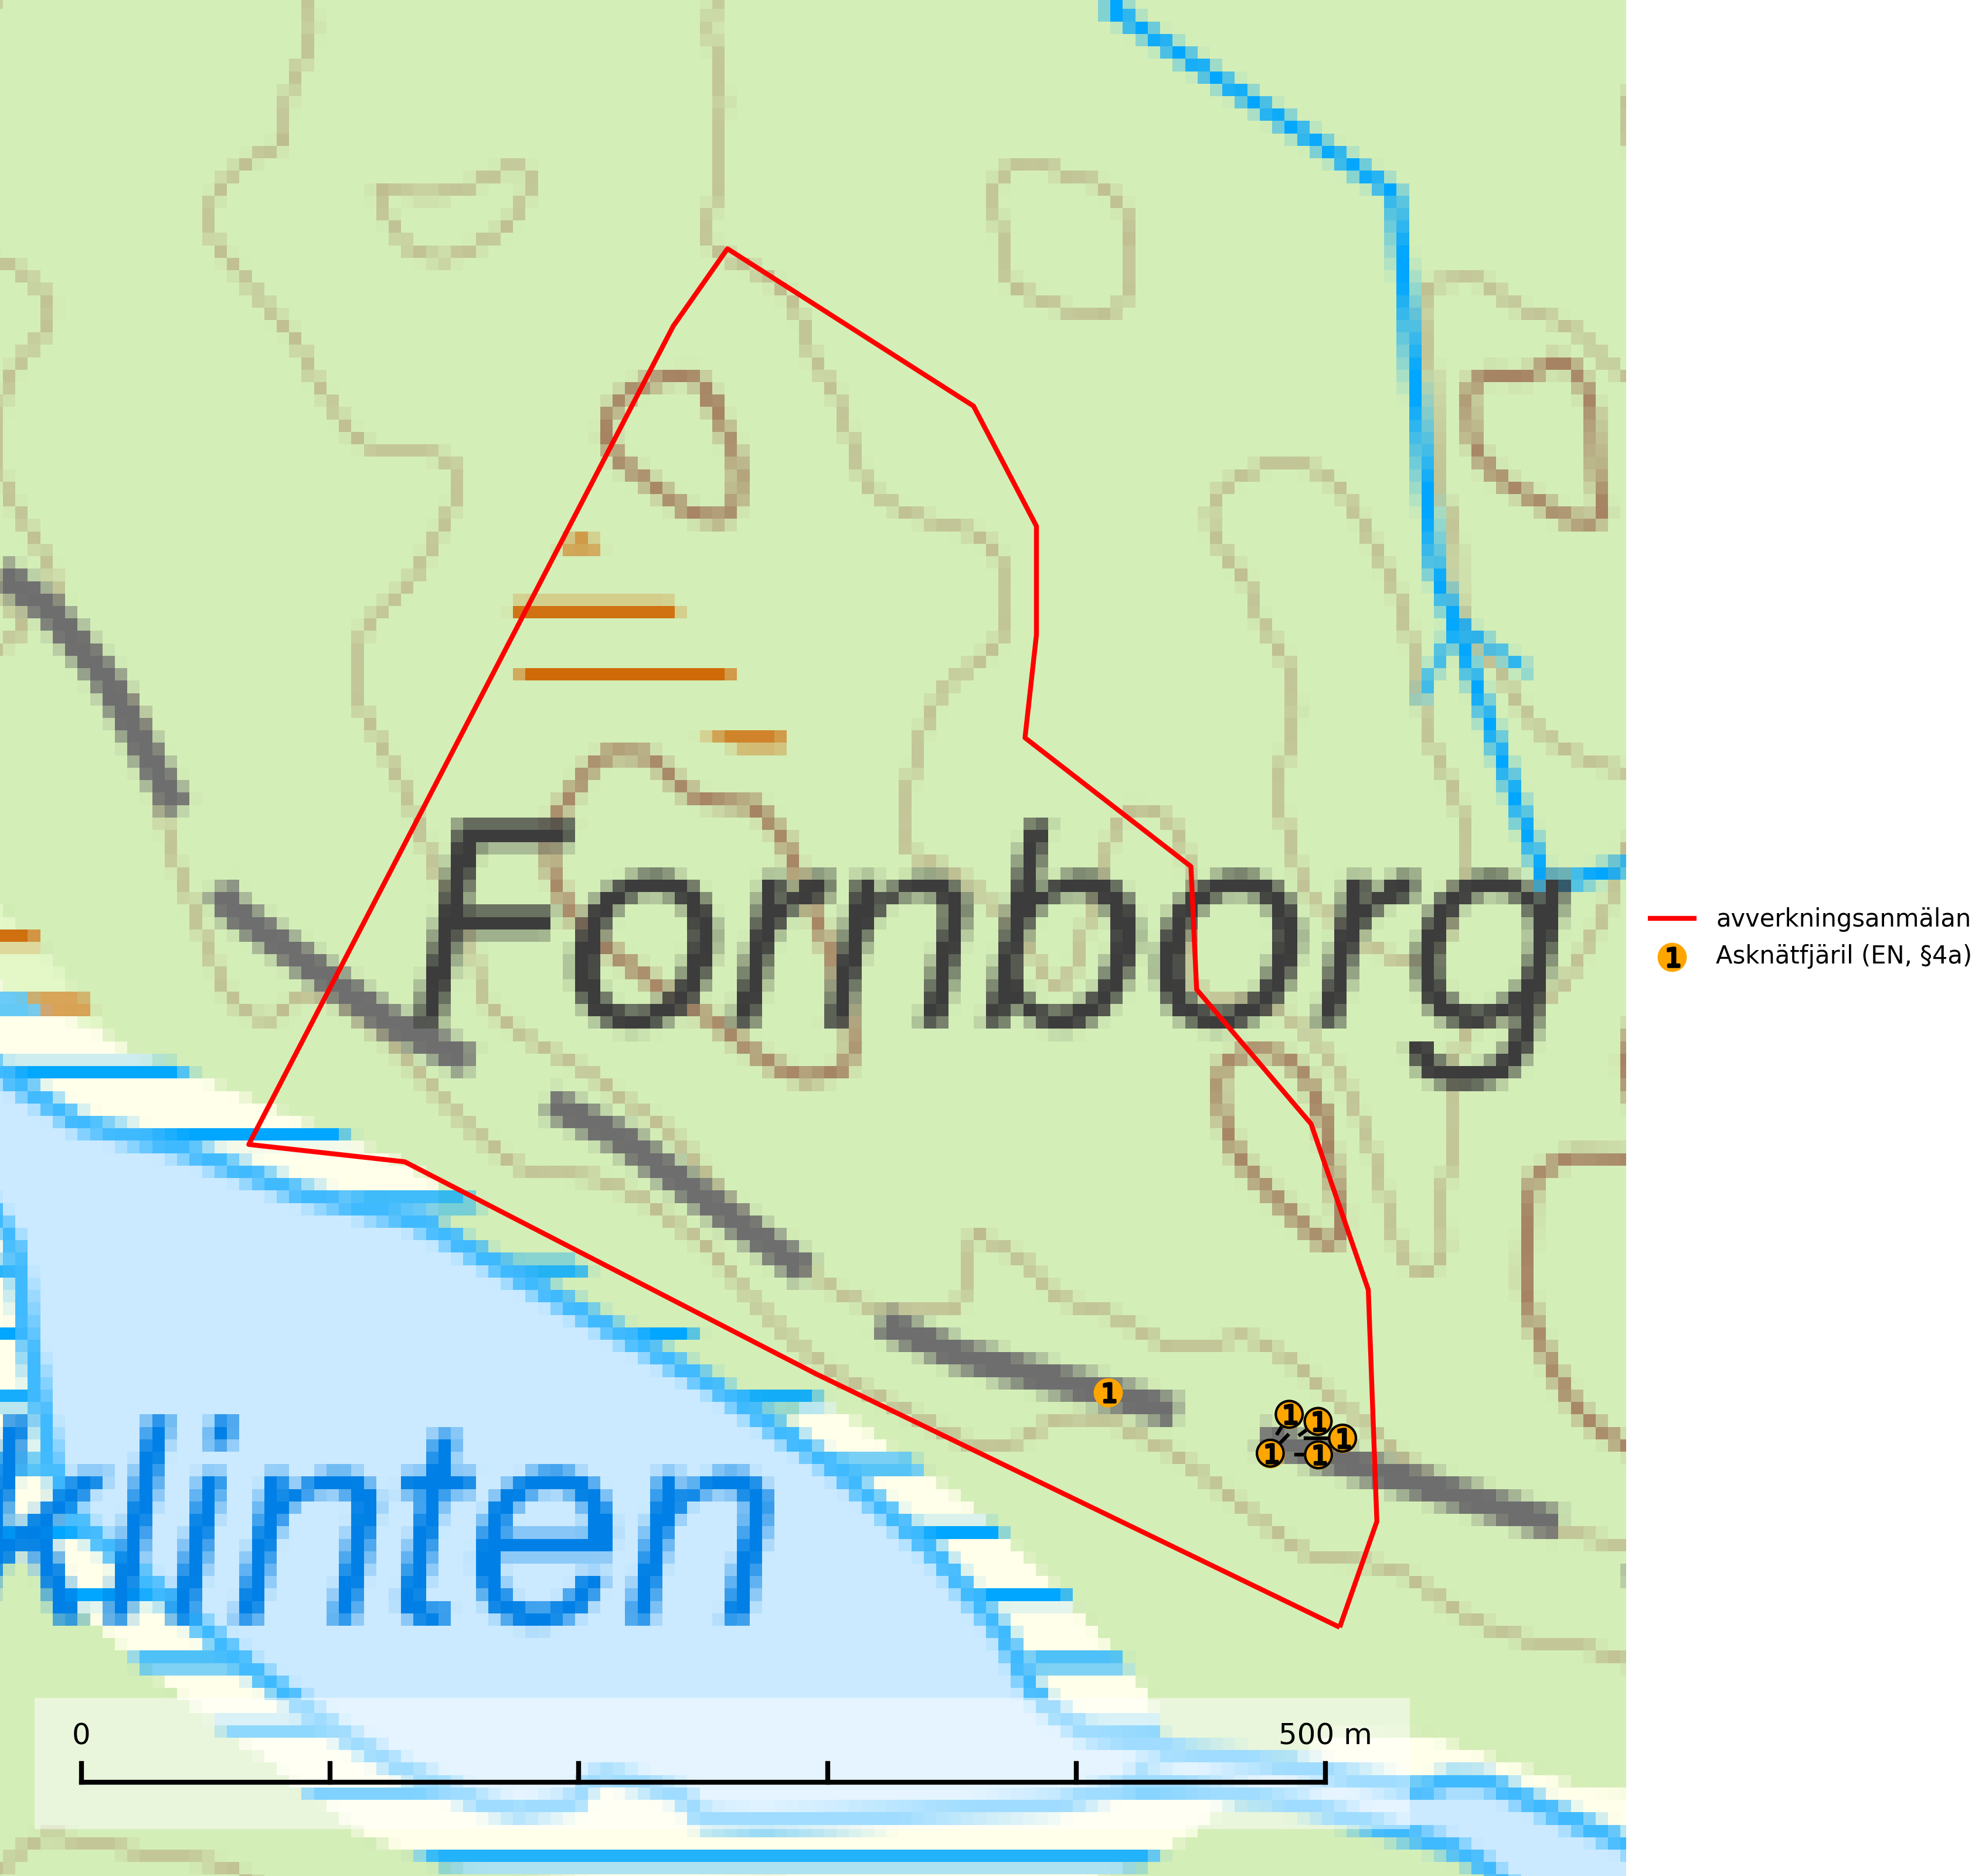 Fornborg
avverkningsanmälan
1 Asknätfjäril (EN, §4a)
1
1
1
1
1
1
klinten
0 500 m